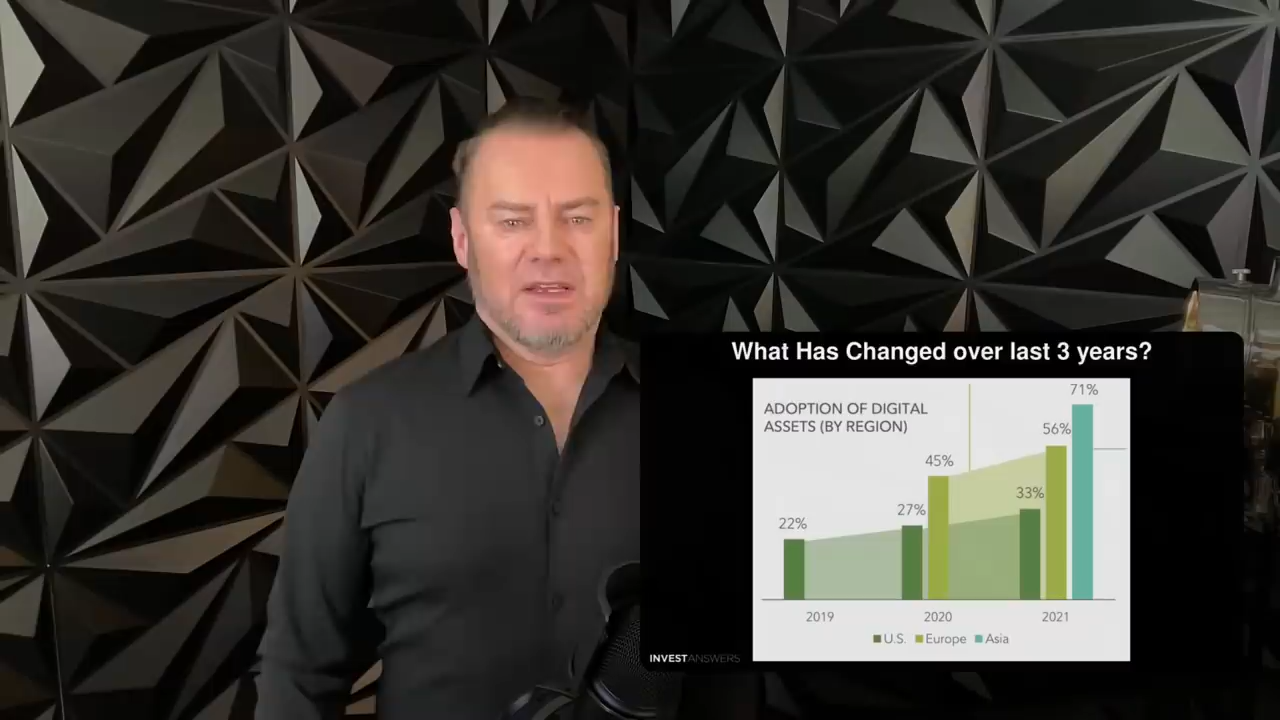 What Has Changed over last 3 years?
ADOPTION OF DIGITAL
ASSETS (BY REGION)
71%
56%
45%
33%
27%
22%
2019 2020 2021
U.S. Europe Asia
INVESTANSWERS